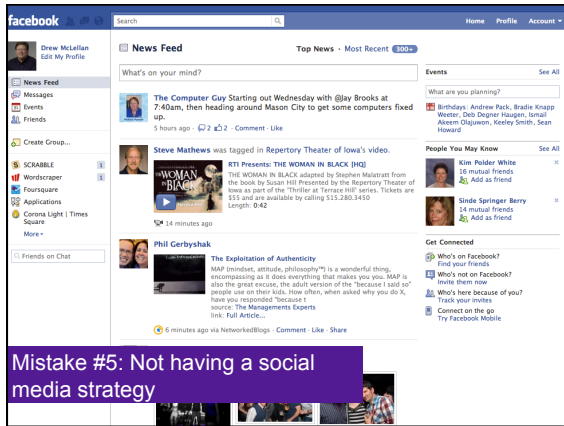 facebook
Search
Home Profile Account
Drew McLellan
Edit My Profile
News Feed
Messages
Events
Friends
Create Group...
SCRABBLE 1
Wordscraper 1
Foursquare
Applications
Corona Light | Times
Square
More
Friends on Chat
News Feed
Top News · Most Recent 300+
What's on your mind?
The Computer Guy Starting out Wednesday with @Jay Brooks at
7:40am, then heading around Mason City to get some computers fixed
up.
5 hours ago · 2 2 · Comment · Like
Steve Mathews was tagged in Repertory Theater of Iowa's video.
THE
WOMAN
IN
BLACK
RTI Presents: THE WOMAN IN BLACK [HQ]
THE WOMAN IN BLACK adapted by Stephen Malatratt from
the book by Susan Hill Presented by the Repertory Theater of
Iowa as part of the "Thriller at Terrace Hill" series. Tickets are
$55 and are available by calling 515.280.3450
Length: 0:42
14 minutes ago
Phil Gerbyshak
The Exploitation of Authenticity
MAP (mindset, attitude, philosophy™) is a wonderful thing,
encompassing as it does everything that makes you you. MAP is
also the great excuse, the adult version of the "because I said so"
people use on their kids. How often, when asked why you do X,
have you responded "because t
source: The Managements Experts
link: Full Article...
6 minutes ago via NetworkedBlogs · Comment · Like · Share
Events See All
What are you planning?
Birthdays: Andrew Pack, Bradie Knapp
Weeter, Deb Degner Haugen, Ismail
Akeem Olajuwon, Keeley Smith, Sean
Howard
People You May Know See All
Kim Polder White
16 mutual friends
Add as friend
Sinde Springer Berry
14 mutual friends
Add as friend
Get Connected
Who's on Facebook?
Find your friends
Who's not on Facebook?
Invite them now
Who's here because of you?
Track your invites
Connect on the go
Try Facebook Mobile
Mistake #5: Not having a social
media strategy